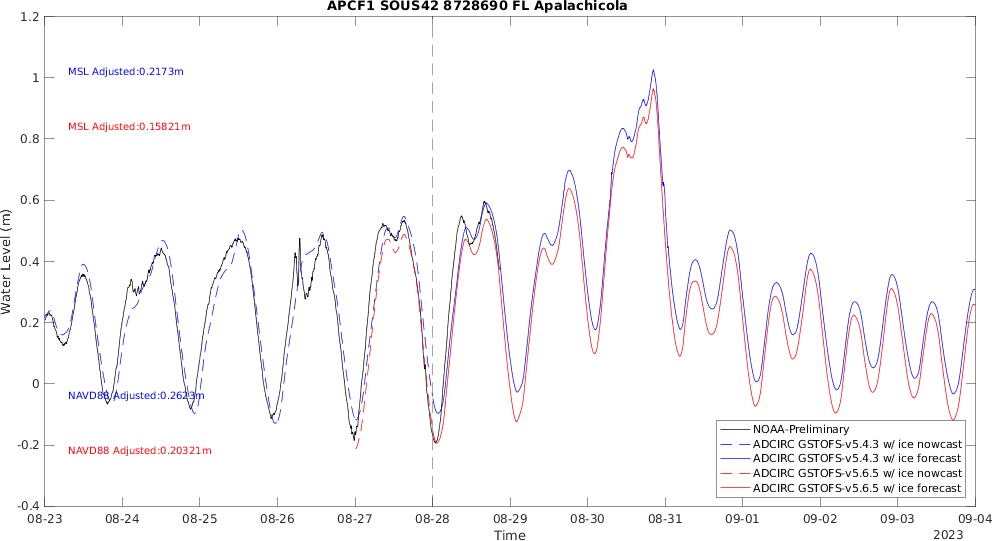 APCF1 SOUS42 8728690 FL Apalachicola
1.2
1
0.8
0.6
0.4
0.2
0
-0.2
-0.4
Water Level (m)
MSL Adjusted:0.2173m
MSL Adjusted:0.15821m
NAVD88 Adjusted:0.2623m
NAVD88 Adjusted:0.20321m
NOAA-Preliminary
ADCIRC GSTOFS-v5.4.3 w/ ice nowcast
ADCIRC GSTOFS-v5.4.3 w/ ice forecast
ADCIRC GSTOFS-v5.6.5 w/ ice nowcast
ADCIRC GSTOFS-v5.6.5 w/ ice forecast
08-23 08-24 08-25 08-26 08-27 08-28 08-29 08-30 08-31 09-01 09-02 09-03 09-04
Time
2023